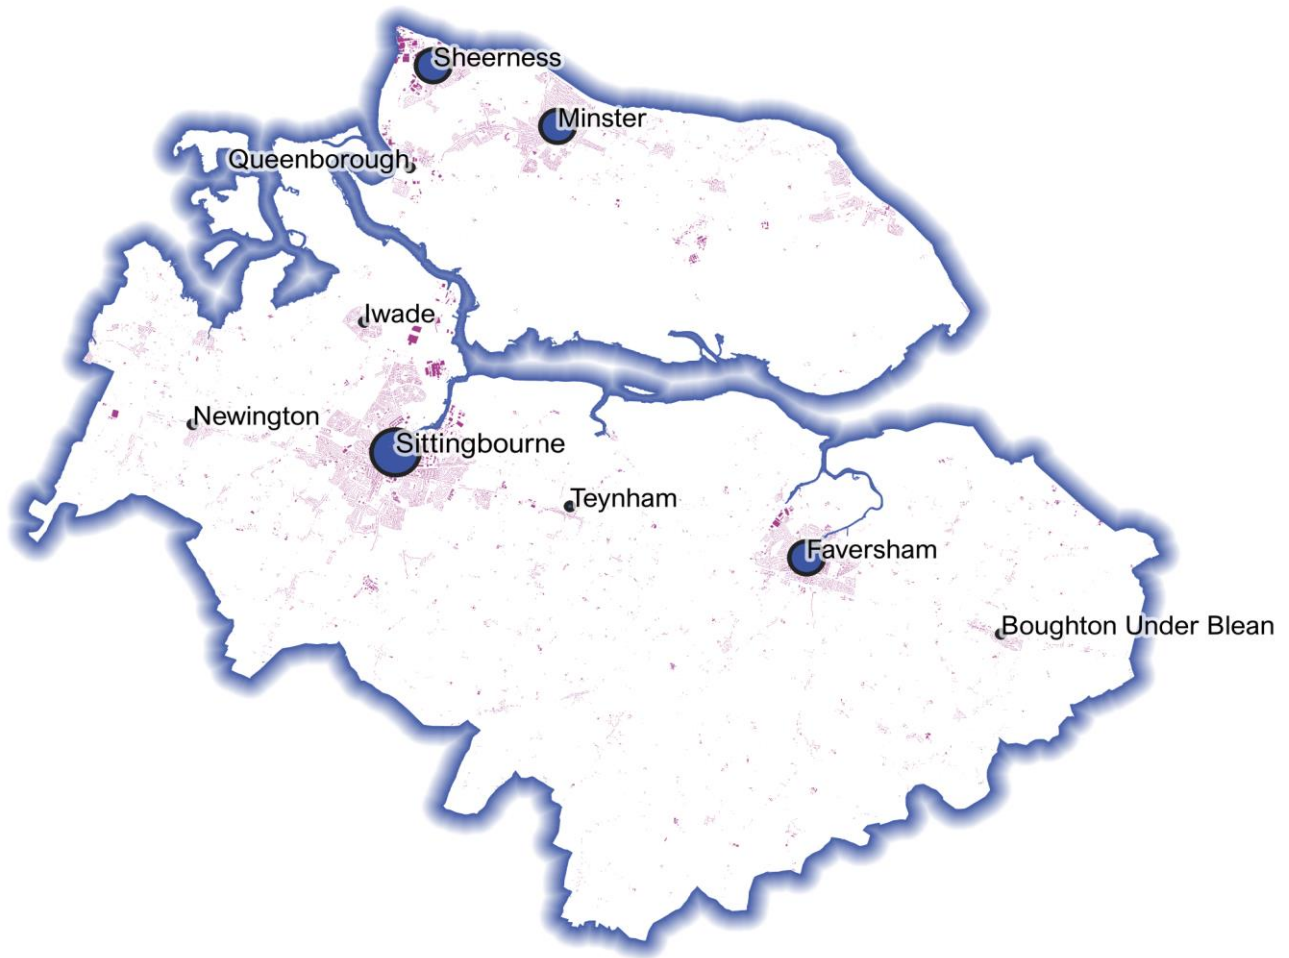 Sheerness
Minster
Queenborough
Iwade
Newington
Sittingbourne
Teynham
Faversham
Boughton Under Blean